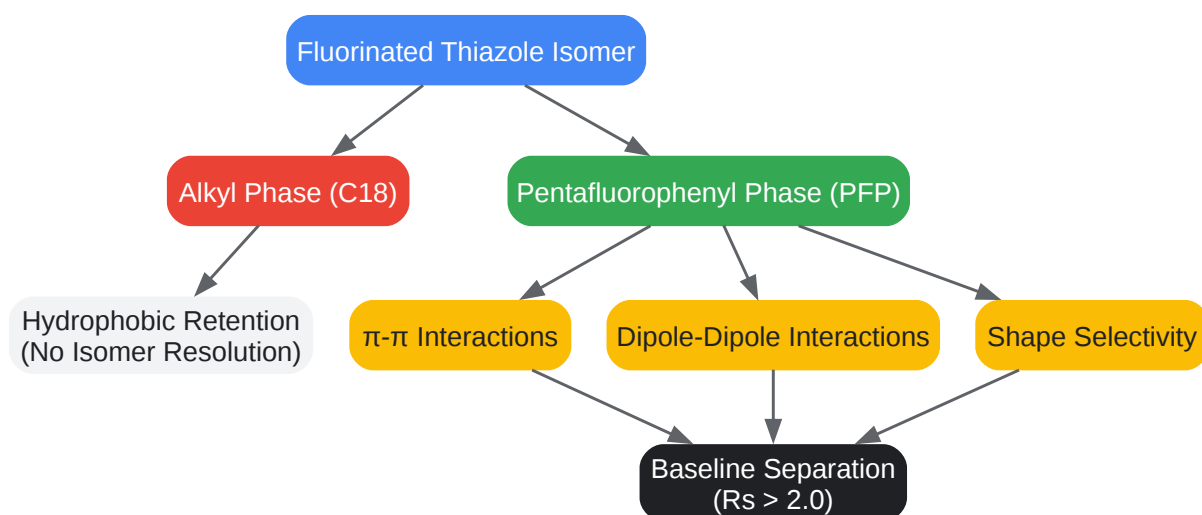 Fluorinated Thiazole Isomer
Alkyl Phase (C18)
Pentafluorophenyl Phase (PFP)
Hydrophobic Retention
(No Isomer Resolution)
π-π Interactions
Dipole-Dipole Interactions
Shape Selectivity
Baseline Separation
(Rs > 2.0)